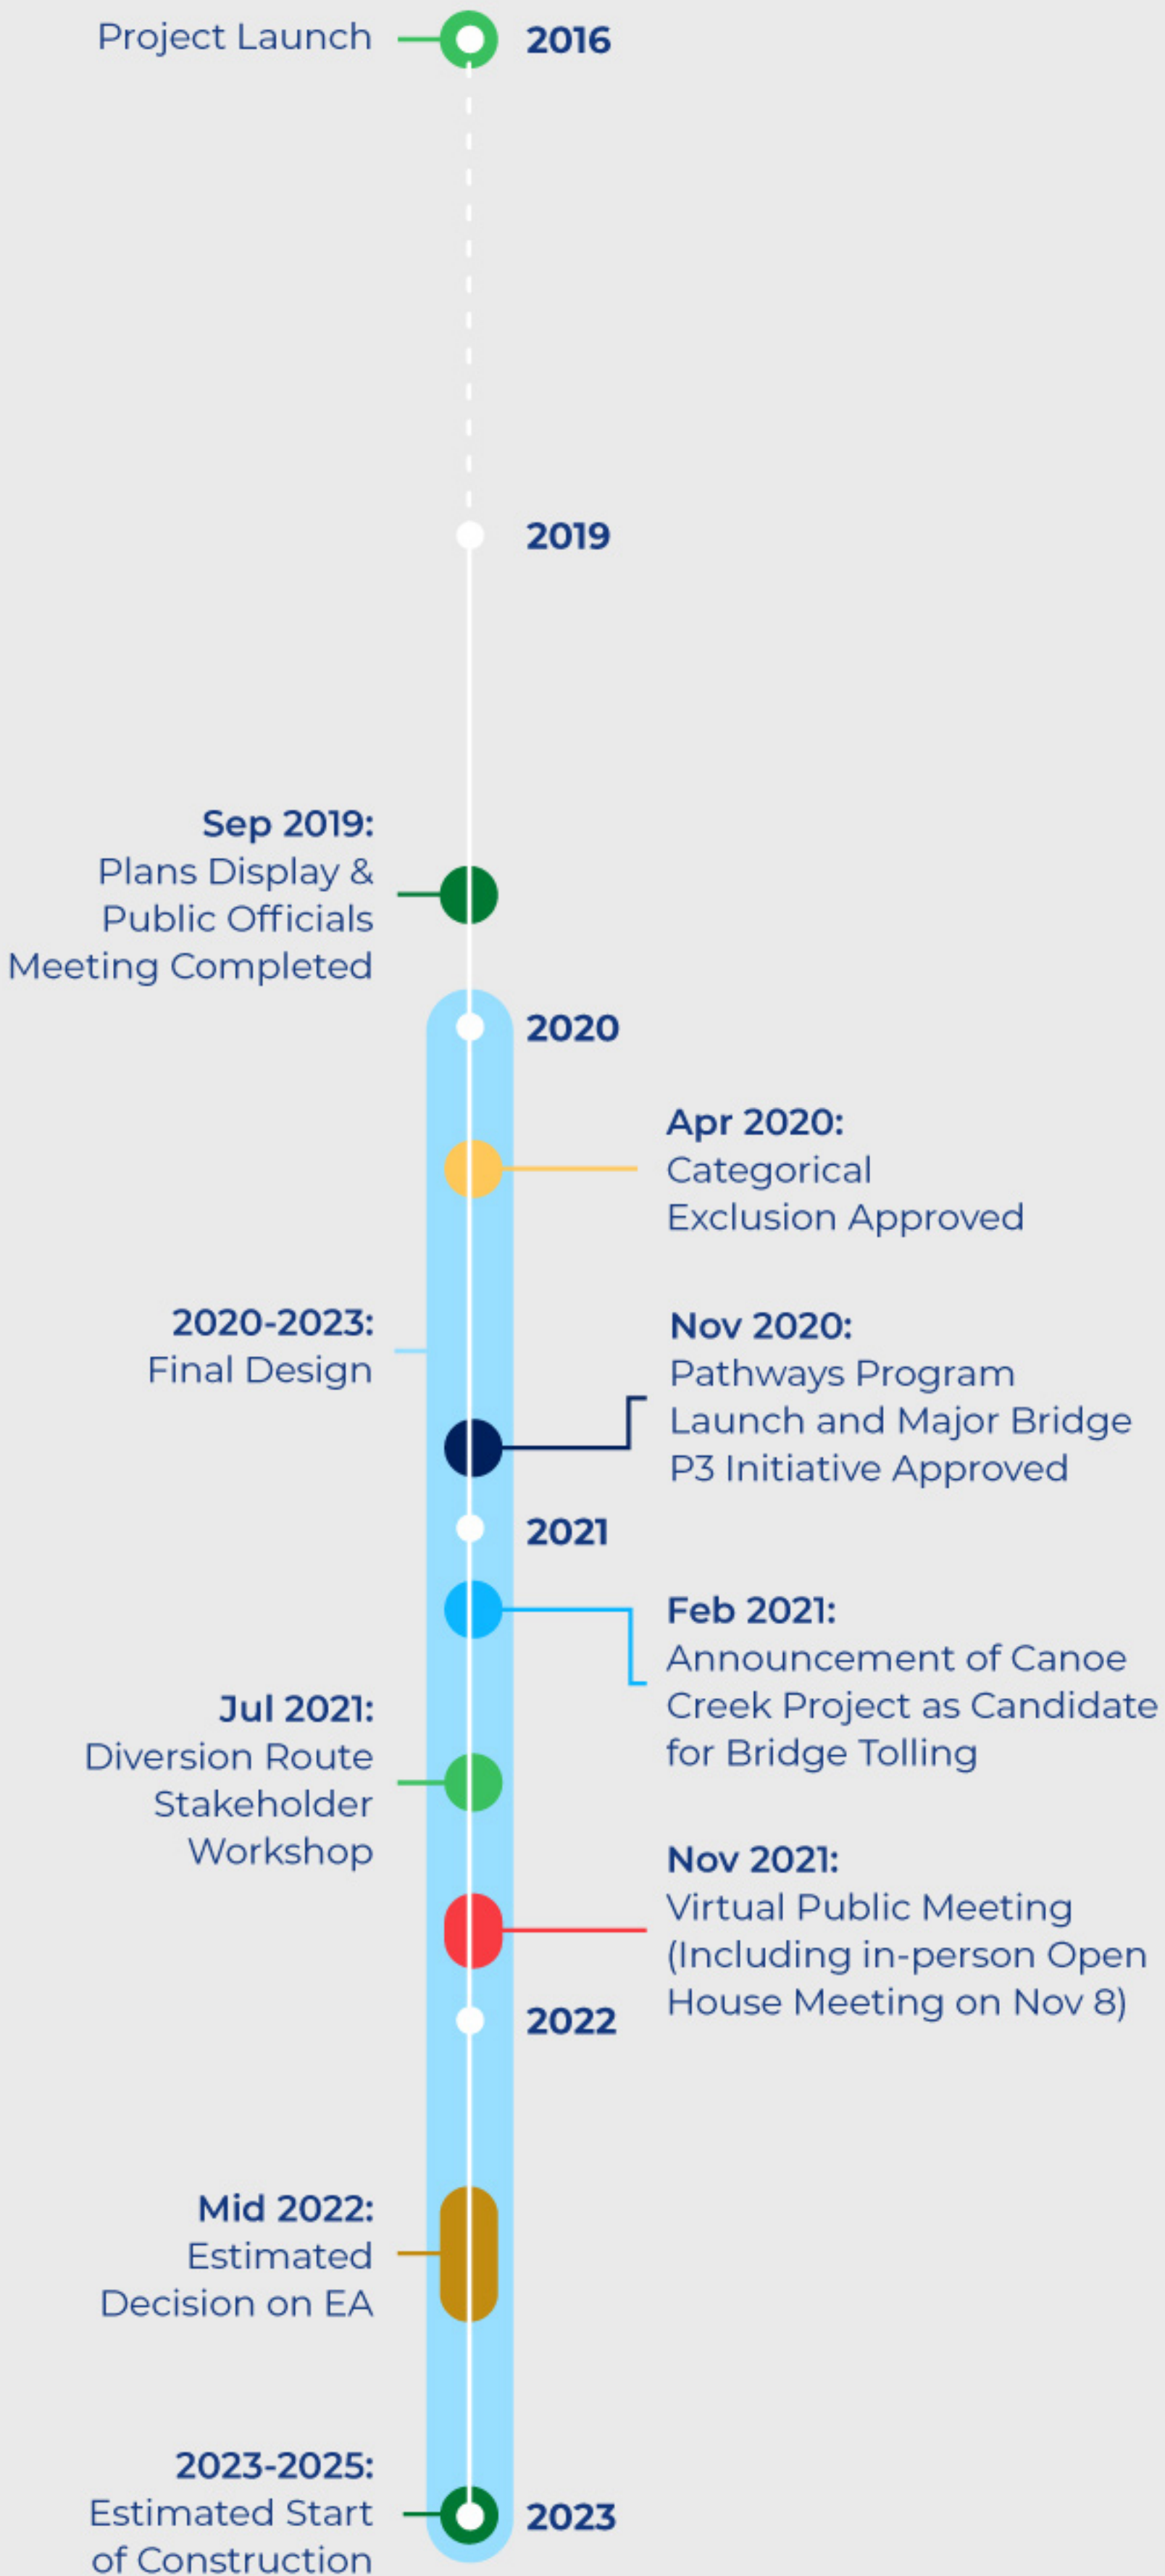 Project Launch
2016
2019
Sep 2019:
Plans Display &
Public Officials
Meeting Completed
2020
Apr 2020:
Categorical
Exclusion Approved
2020-2023:
Final Design
Nov 2020:
Pathways Program
Launch and Major Bridge
P3 Initiative Approved
2021
Feb 2021:
Announcement of Canoe
Creek Project as Candidate
for Bridge Tolling
Jul 2021:
Diversion Route
Stakeholder
Workshop
Nov 2021:
Virtual Public Meeting
(Including in-person Open
House Meeting on Nov 8)
2022
Mid 2022:
Estimated
Decision on EA
2023-2025:
Estimated Start
of Construction
2023